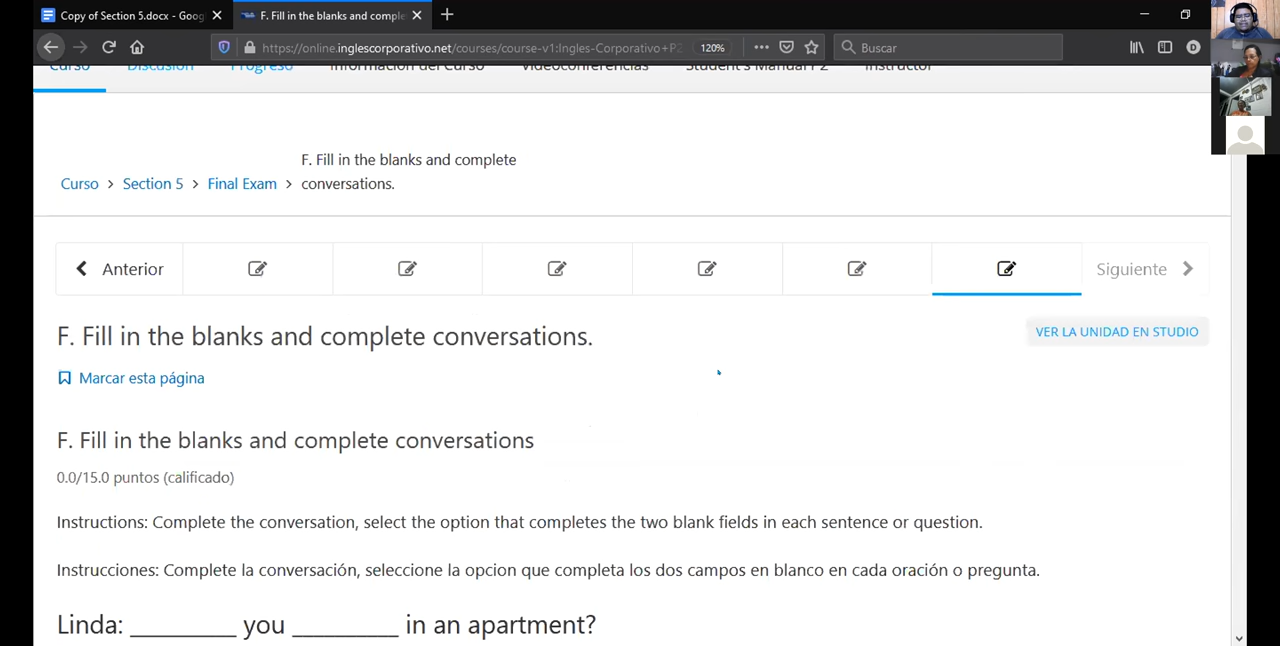 Copy of Section 5.docx - Goog
F. Fill in the blanks and comple
https://online.inglescorporativo.net/courses/course-v1:Ingles-Corporativo+P2
120%
Buscar
Curso
Discusión
Progreso
Información del Curso
Videoconferencias
Student's Manual P2
Instructor
F. Fill in the blanks and complete
Curso > Section 5 > Final Exam > conversations.
Anterior
Siguiente
F. Fill in the blanks and complete conversations.
VER LA UNIDAD EN STUDIO
Marcar esta página
F. Fill in the blanks and complete conversations
0.0/15.0 puntos (calificado)
Instructions: Complete the conversation, select the option that completes the two blank fields in each sentence or question.
Instrucciones: Complete la conversación, seleccione la opcion que completa los dos campos en blanco en cada oración o pregunta.
Linda: _________ you _________ in an apartment?